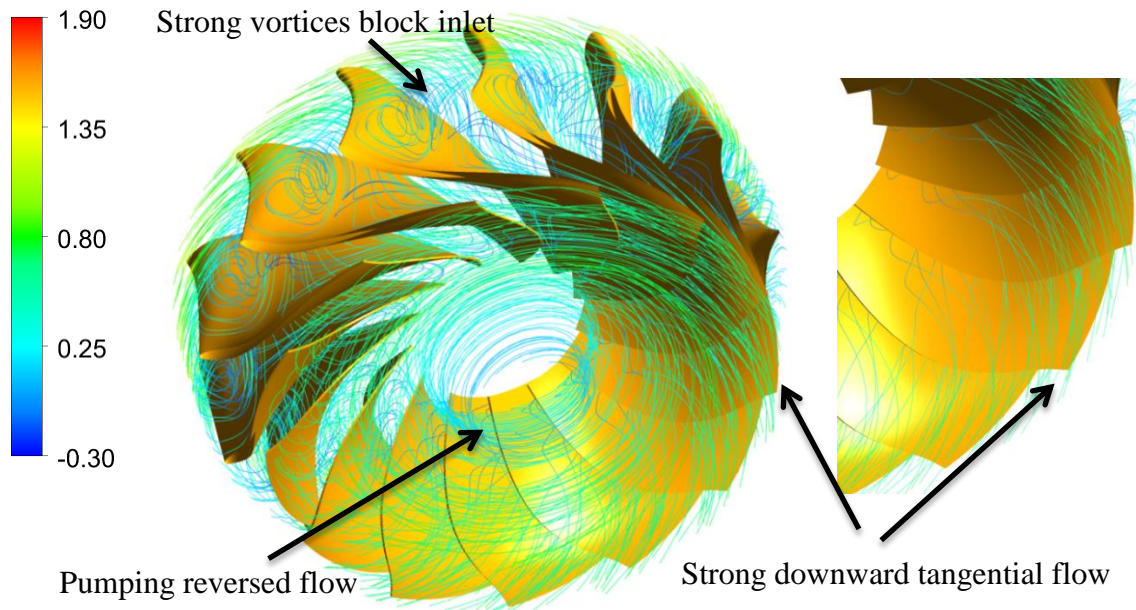 1.90
Strong vortices block inlet
1.35
0.80
0.25
-0.30
Pumping reversed flow
Strong downward tangential flow